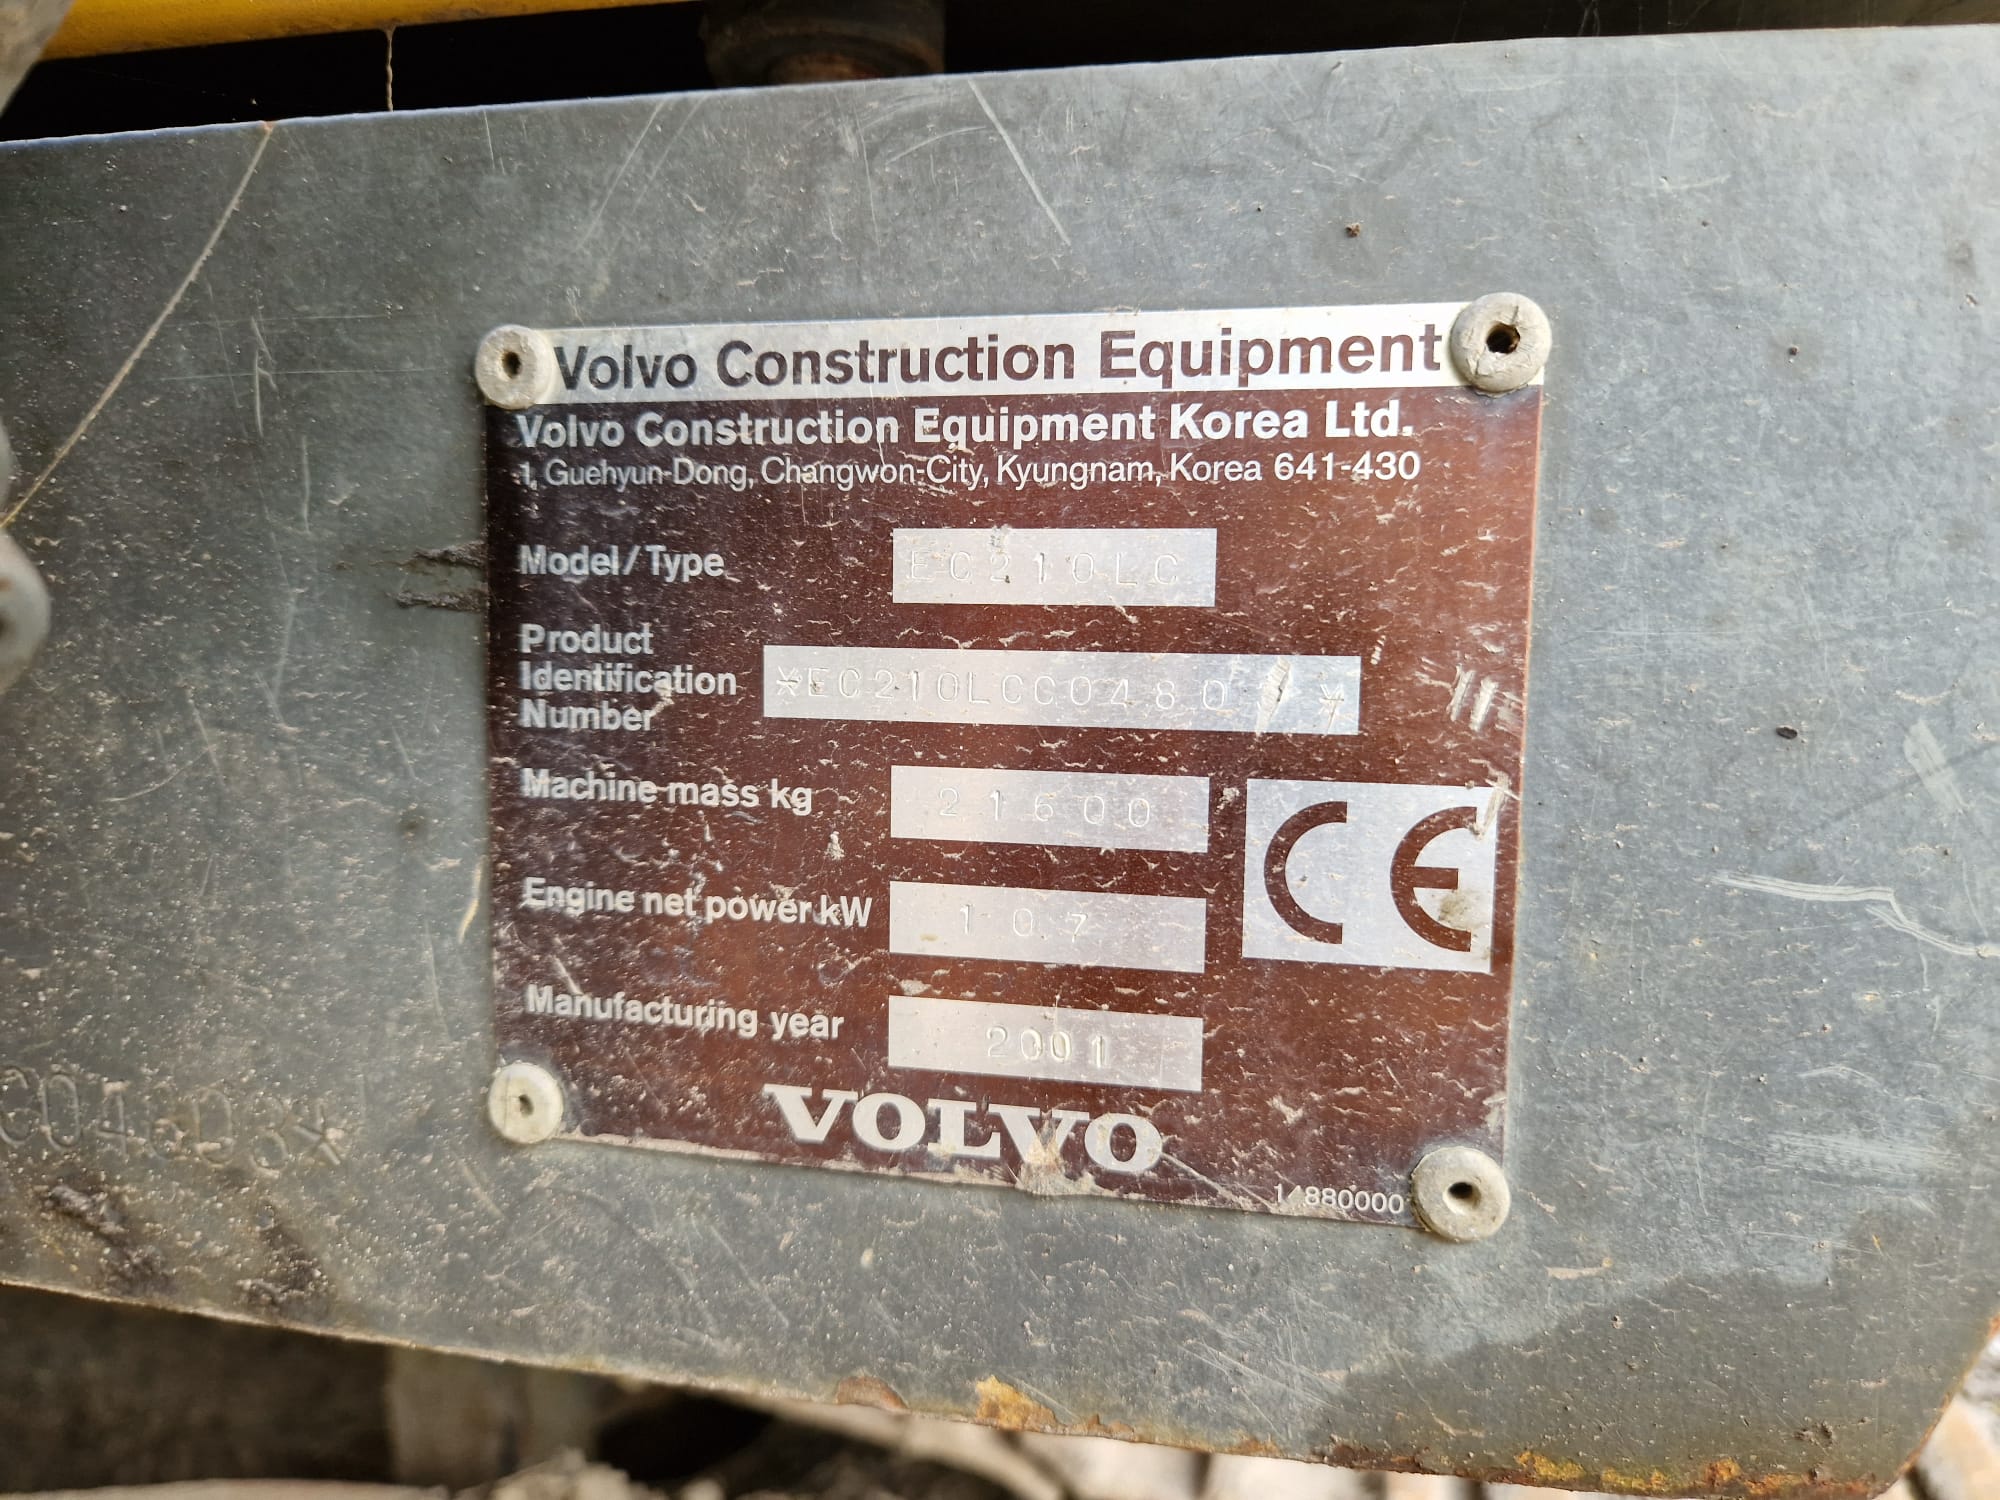 Volvo Construction Equipment
Volvo Construction Equipment Korea Ltd.
1, Guehyun-Dong, Changwon-City, Kyungnam, Korea 641-430
Model/Type EC210LC
Product
Identification
Number
Machine mass kg 21600
CE
Engine net power kW 107
Manufacturing year 2001
VOLVO